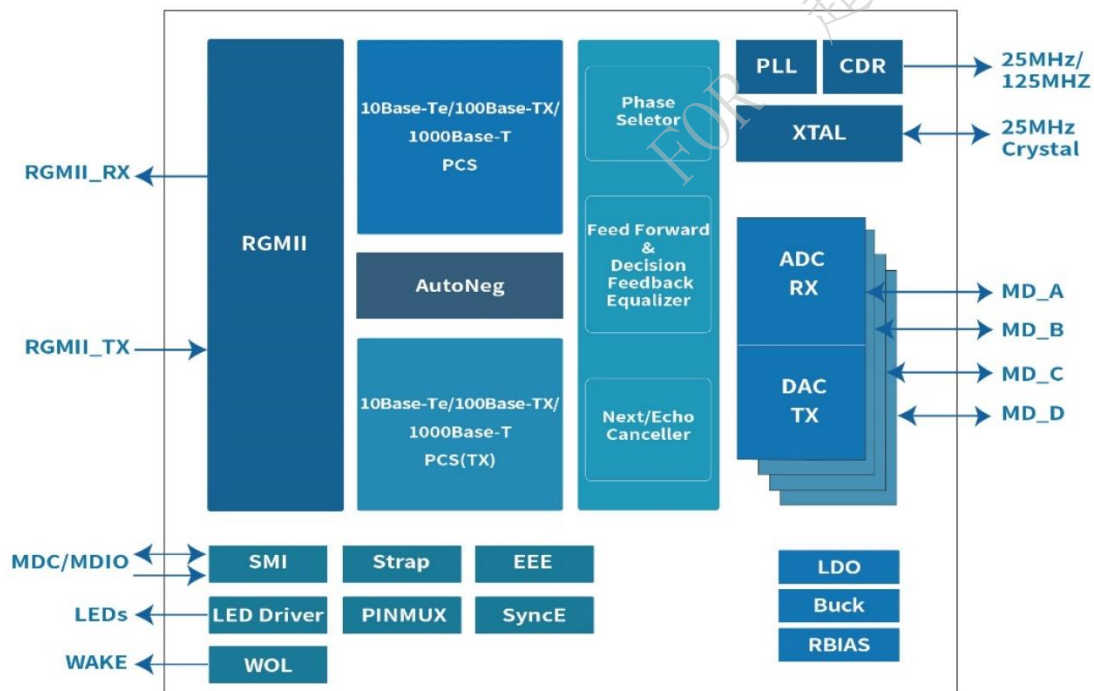 RGMII_RX
RGMII_TX
RGMII
10Base-Te/100Base-TX/
1000Base-T
PCS
AutoNeg
10Base-Te/100Base-TX/
1000Base-T
PCS(TX)
Phase
Seletor
Feed Forward
&
Decision
Feedback
Equalizer
Next/Echo
Canceller
PLL
CDR
25MHz/
125MHZ
XTAL
25MHz
Crystal
ADC
RX
DAC
TX
MD_A
MD_B
MD_C
MD_D
MDC/MDIO
SMI
Strap
EEE
LEDs
LED Driver
PINMUX
SyncE
WAKE
WOL
LDO
Buck
RBIAS
FOR